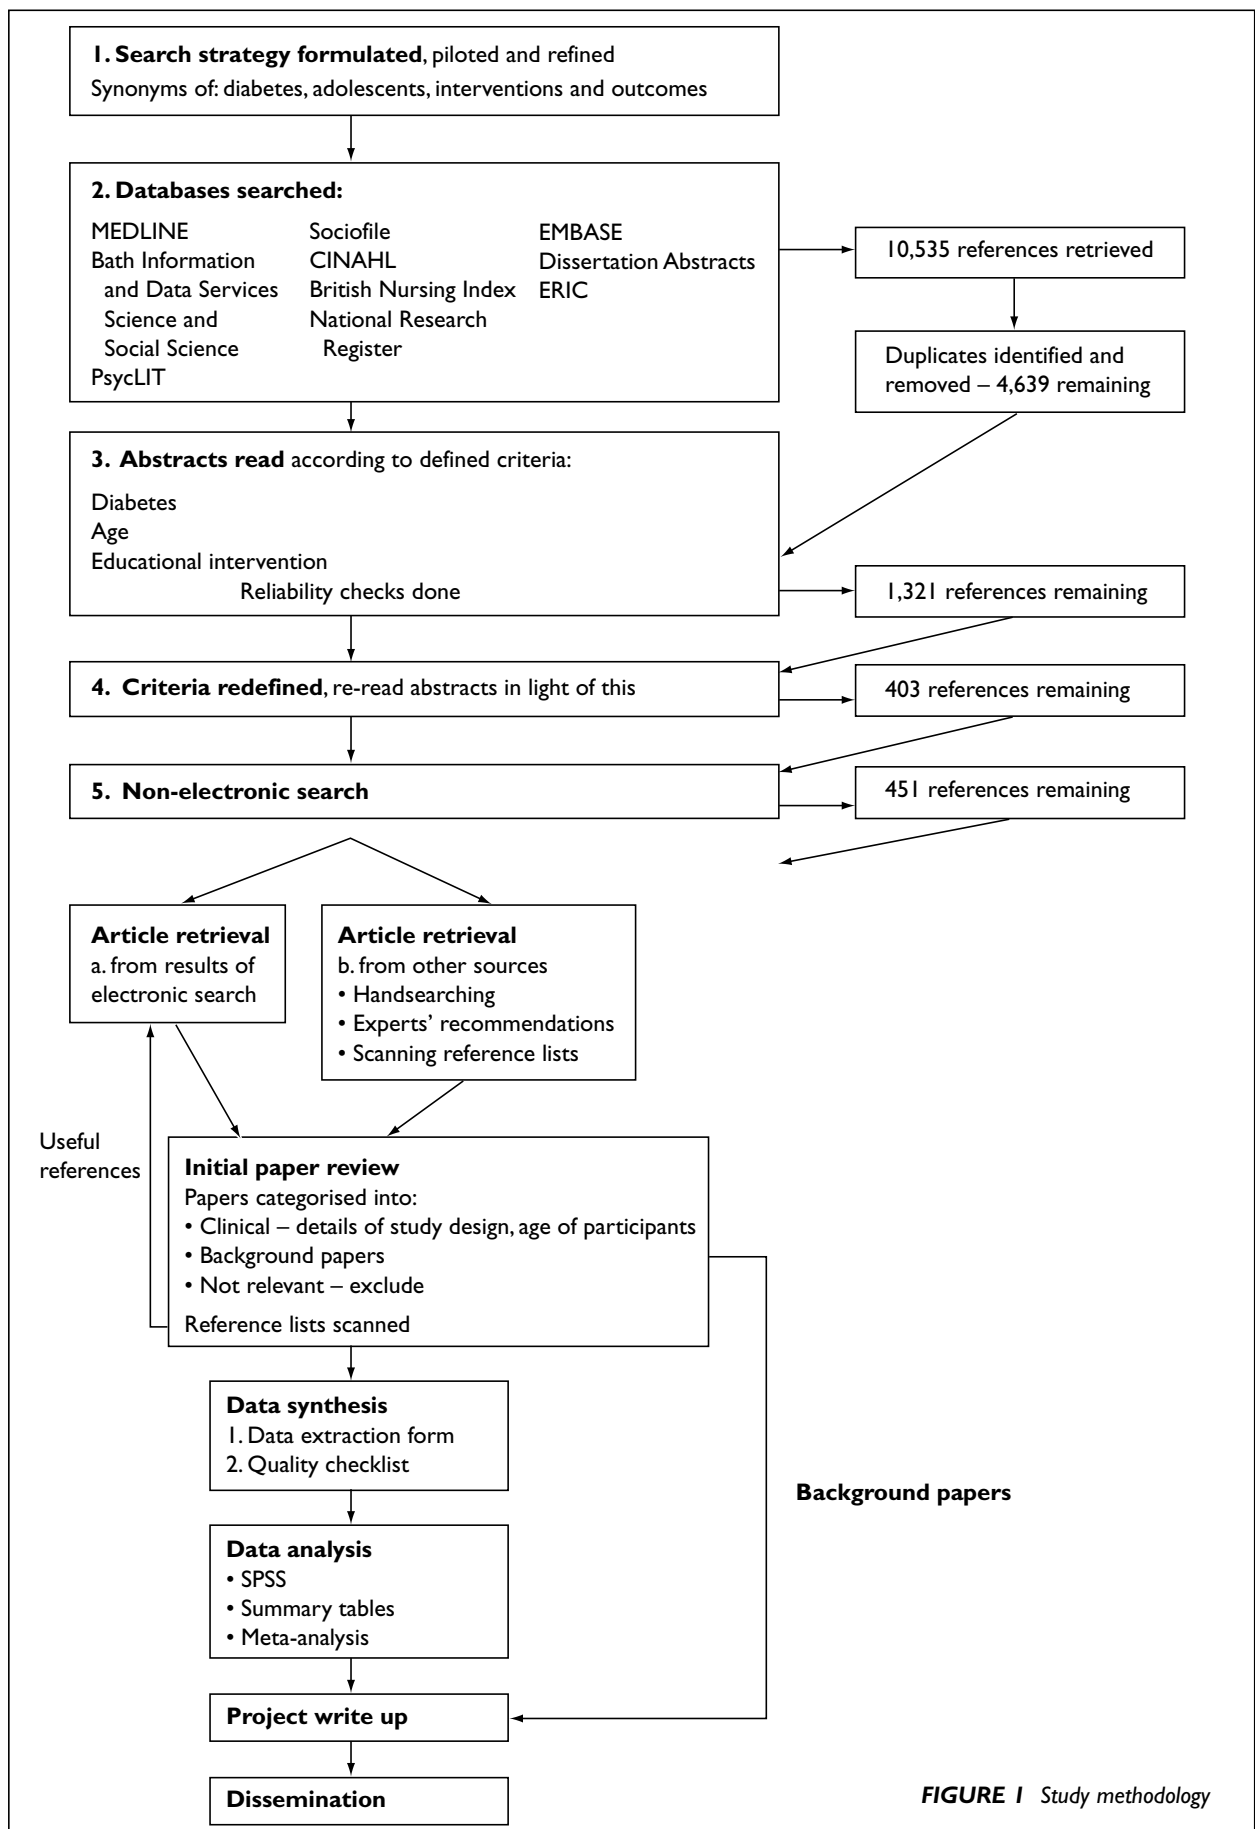 1. Search strategy formulated, piloted and refined
Synonyms of: diabetes, adolescents, interventions and outcomes
2. Databases searched:
MEDLINE
Bath Information
and Data Services
Science and
Social Science
PsycLIT
Sociofile
CINAHL
British Nursing Index
National Research
Register
EMBASE
Dissertation Abstracts
ERIC
10,535 references retrieved
Duplicates identified and
removed – 4,639 remaining
3. Abstracts read according to defined criteria:
Diabetes
Age
Educational intervention
Reliability checks done
1,321 references remaining
4. Criteria redefined, re-read abstracts in light of this
403 references remaining
5. Non-electronic search
451 references remaining
Article retrieval
a. from results of
electronic search
Article retrieval
b. from other sources
• Handsearching
• Experts’ recommendations
• Scanning reference lists
Useful
references
Initial paper review
Papers categorised into:
• Clinical – details of study design, age of participants
• Background papers
• Not relevant – exclude
Reference lists scanned
Data synthesis
1. Data extraction form
2. Quality checklist
Background papers
Data analysis
• SPSS
• Summary tables
• Meta-analysis
Project write up
Dissemination
FIGURE 1 Study methodology